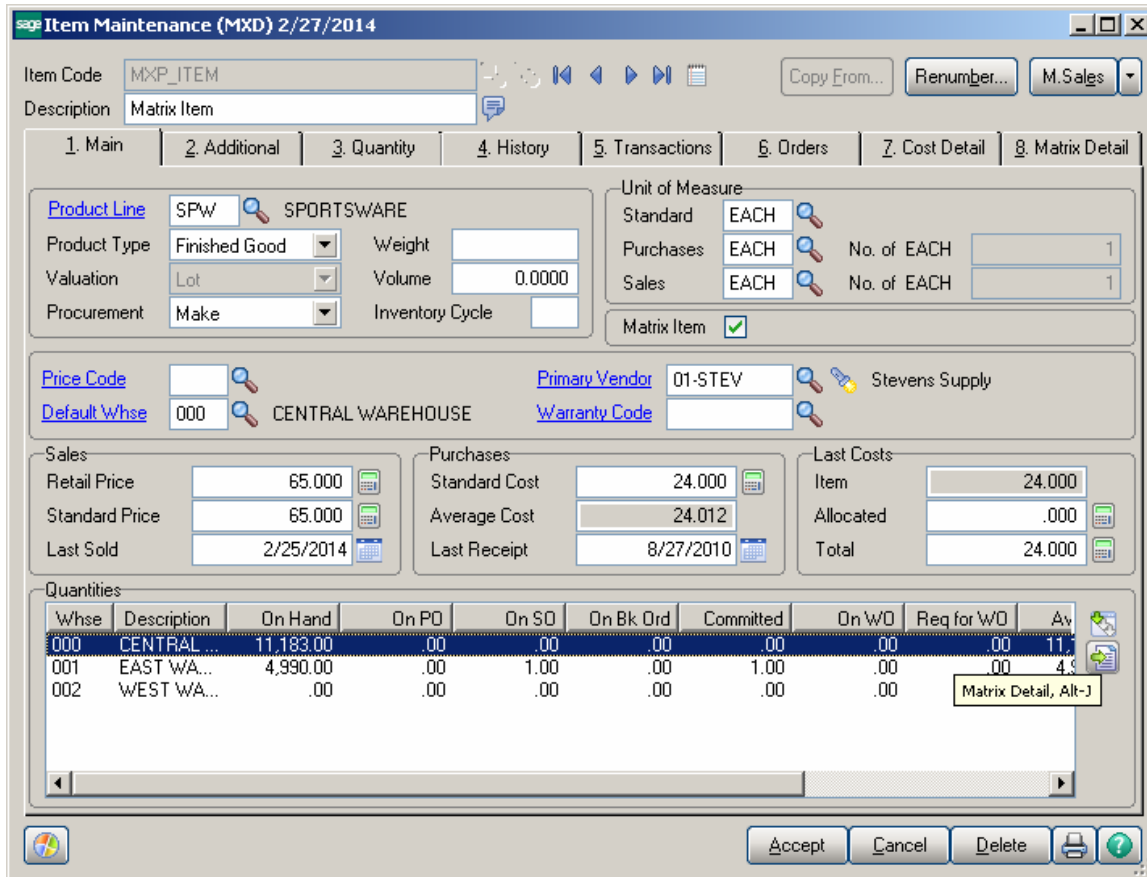 sage Item Maintenance (MXD) 2/27/2014
Item Code MXP_ITEM Copy From... Renumber... M.Sales
Description Matrix Item
1. Main 2. Additional 3. Quantity 4. History 5. Transactions 6. Orders 7. Cost Detail 8. Matrix Detail
Product Line SPW SPORTSWARE
Product Type Finished Good Weight
Valuation Lot Volume 0.0000
Procurement Make Inventory Cycle
Unit of Measure
Standard EACH
Purchases EACH No. of EACH 1
Sales EACH No. of EACH 1
Matrix Item
Price Code Primary Vendor 01-STEV Stevens Supply
Default Whse 000 CENTRAL WAREHOUSE Warranty Code
Sales
Retail Price 65.000
Standard Price 65.000
Last Sold 2/25/2014
Purchases
Standard Cost 24.000
Average Cost 24.012
Last Receipt 8/27/2010
Last Costs
Item 24.000
Allocated .000
Total 24.000
Quantities
Whse Description On Hand On PO On SO On Bk Ord Committed On WO Req for WO Av
000 CENTRAL ... 11,183.00 .00 .00 .00 .00 .00 .00 11,1
001 EAST WA... 4,990.00 .00 1.00 .00 1.00 .00 .00 4,9
002 WEST WA... .00 .00 .00 .00 .00 .00
Matrix Detail, Alt-J
Accept Cancel Delete